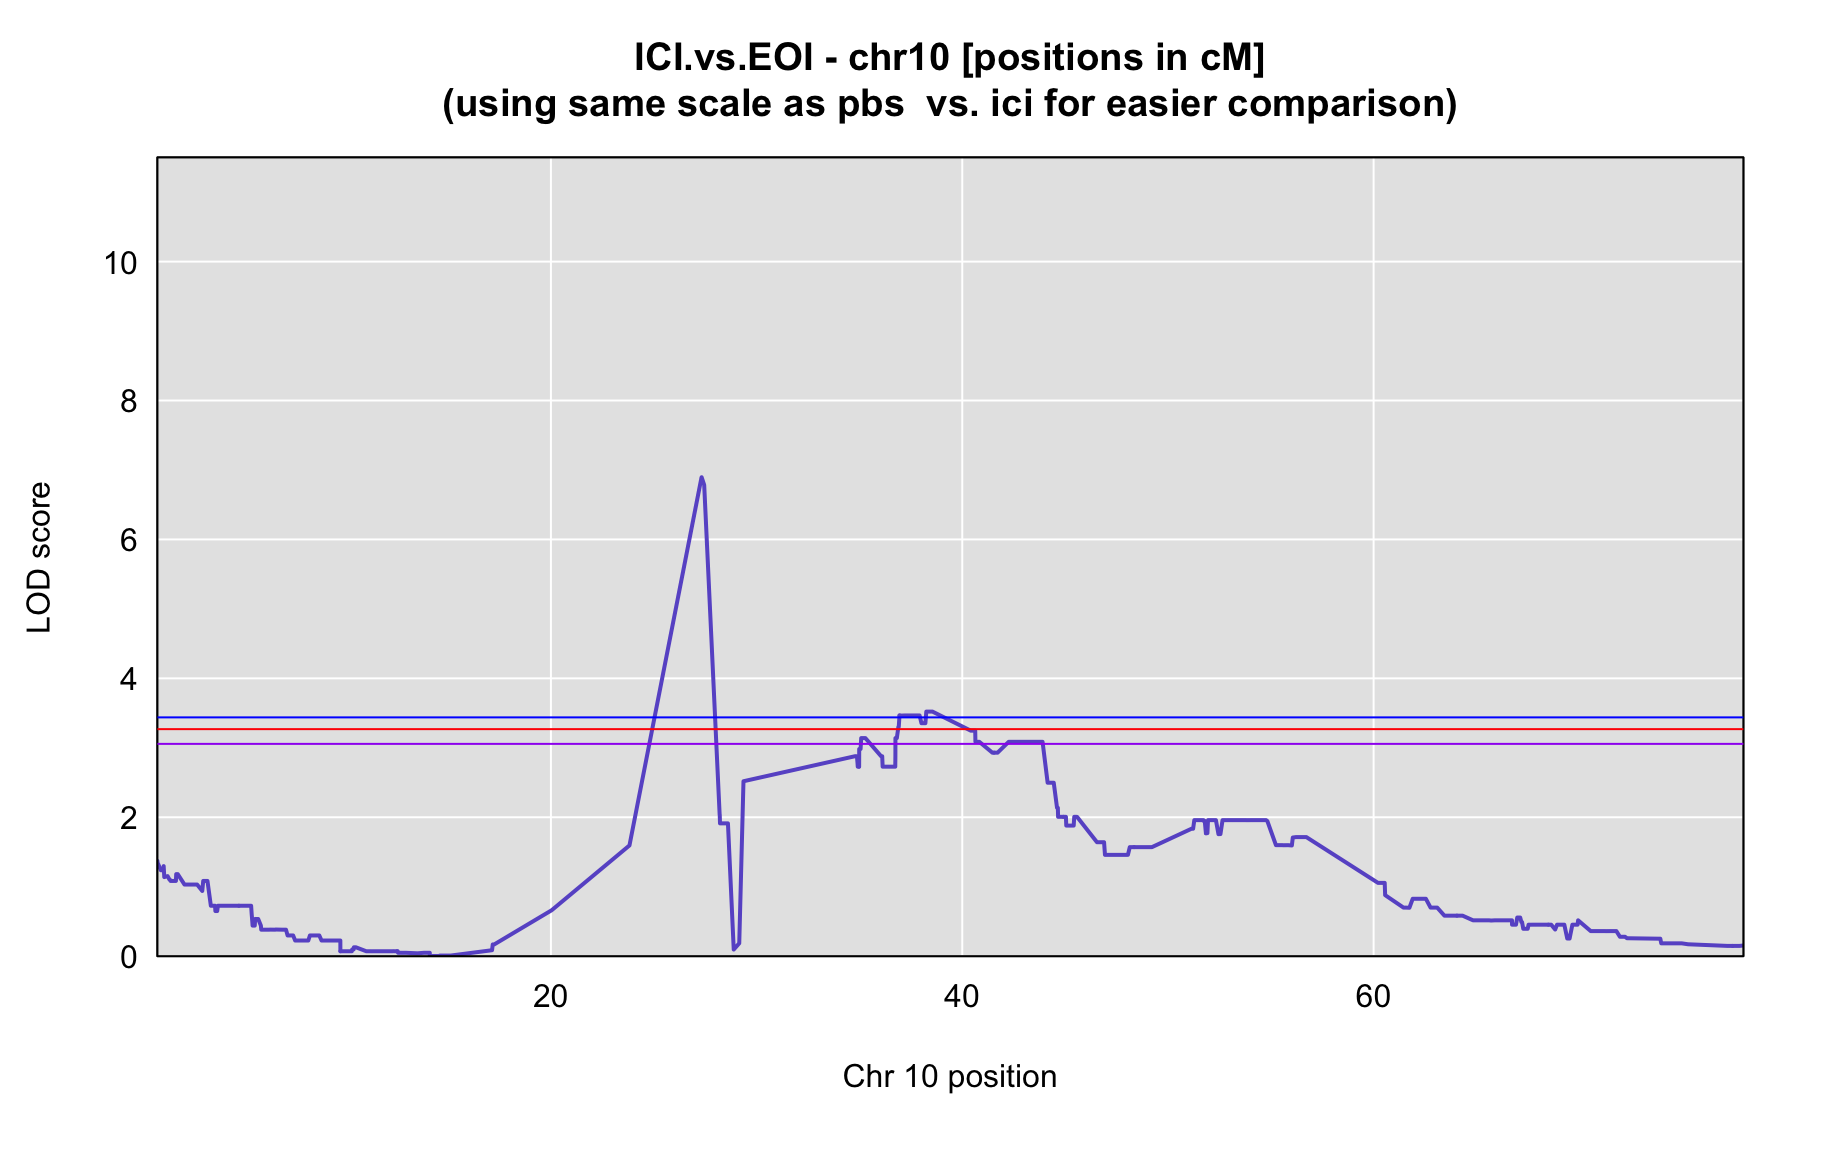 ICI.vs.EOI - chr10 [positions in cM]
(using same scale as pbs  vs. ici for easier comparison)
10
8
6
4
2
0
LOD score
20
40
60
Chr 10 position